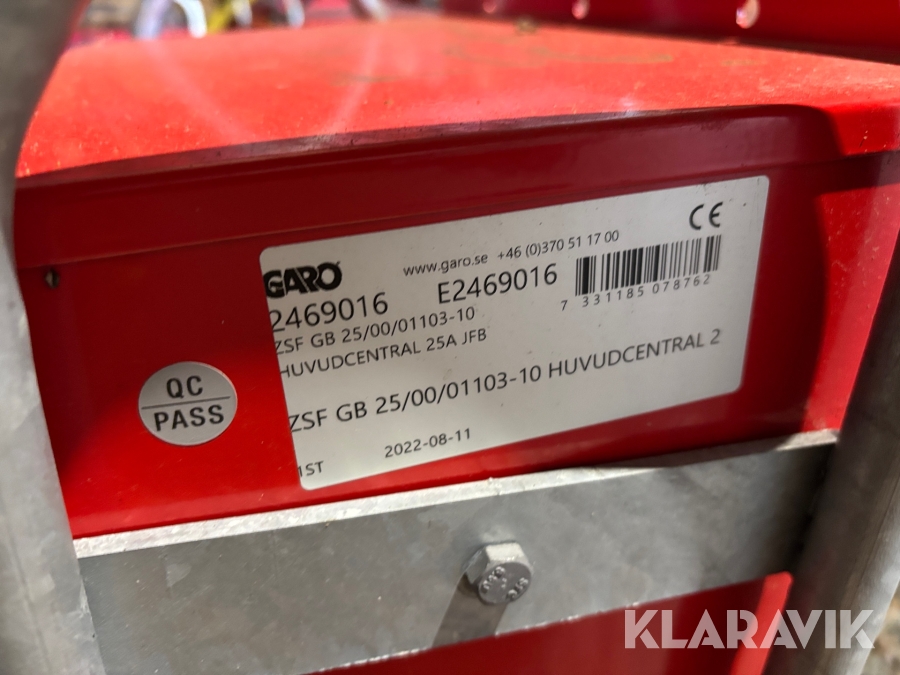 GARO
www.garo.se +46 (0)370 51 17 00
CE
2469016 E2469016
7 331185 078762
ZSF GB 25/00/01103-10
HUVUDCENTRAL 25A JFB
ZSF GB 25/00/01103-10 HUVUDCENTRAL 2
1ST 2022-08-11
QC
PASS
KLARAVIK